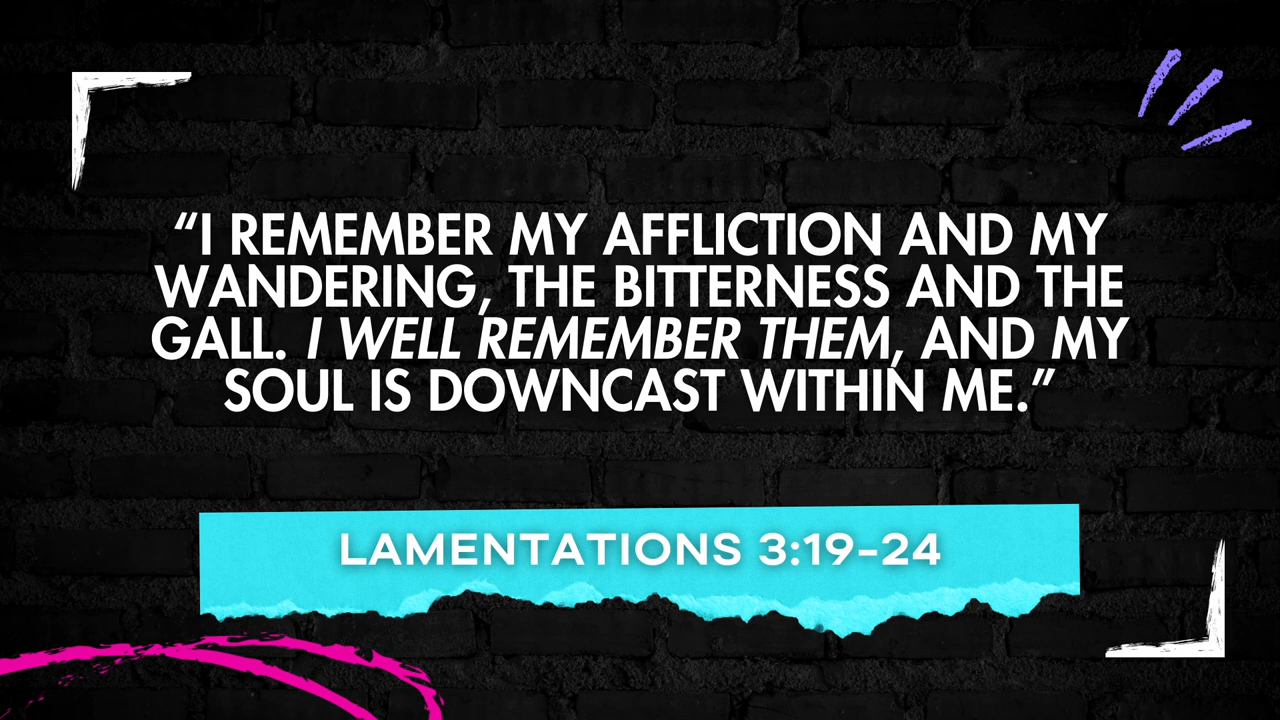 “I REMEMBER MY AFFLICTION AND MY
WANDERING, THE BITTERNESS AND THE
GALL. I WELL REMEMBER THEM, AND MY
SOUL IS DOWNCAST WITHIN ME.”
LAMENTATIONS 3:19-24